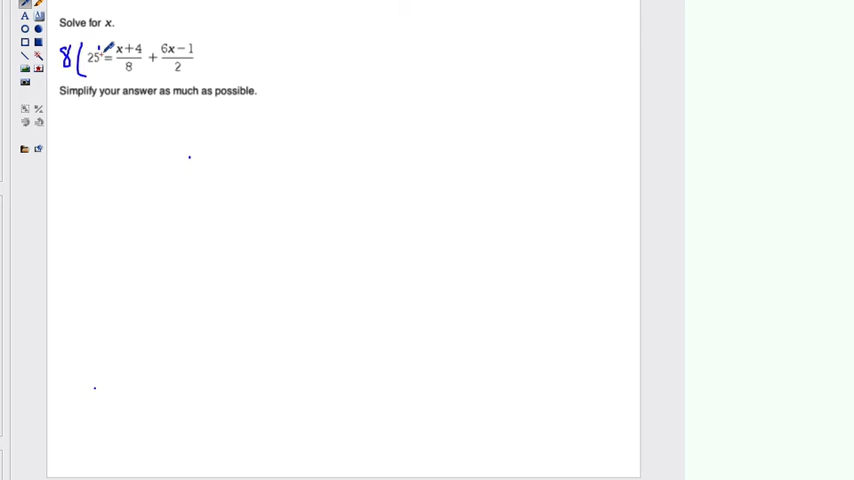 Solve for x.
8( 25 = x+4/8 + 6x−1/2
Simplify your answer as much as possible.